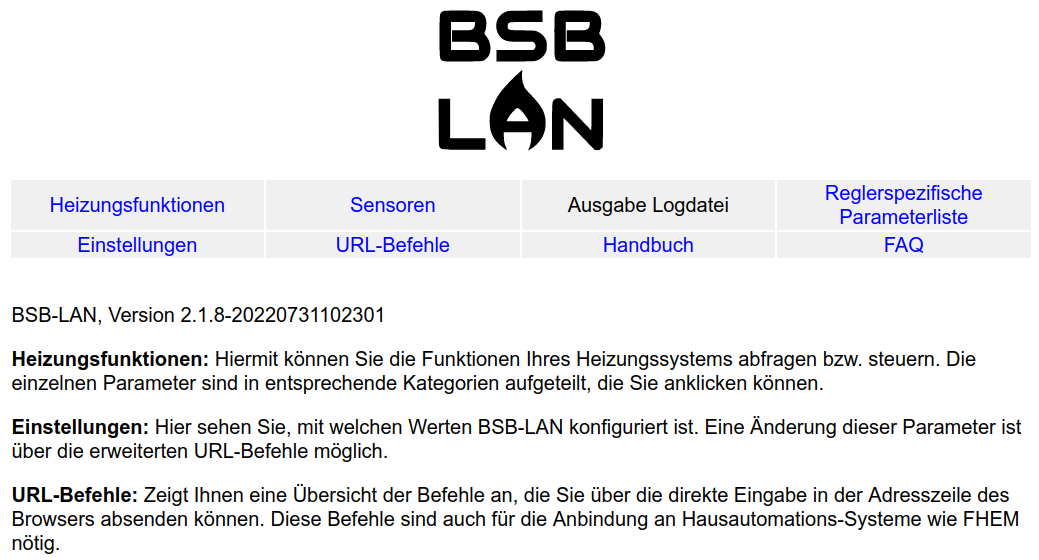 BSB
LAN
Heizungsfunktionen
Sensoren
Ausgabe Logdatei
Reglerspezifische
Parameterliste
Einstellungen
URL-Befehle
Handbuch
FAQ
BSB-LAN, Version 2.1.8-20220731102301
Heizungsfunktionen: Hiermit können Sie die Funktionen Ihres Heizungssystems abfragen bzw. steuern. Die
einzelnen Parameter sind in entsprechende Kategorien aufgeteilt, die Sie anklicken können.
Einstellungen: Hier sehen Sie, mit welchen Werten BSB-LAN konfiguriert ist. Eine Änderung dieser Parameter ist
über die erweiterten URL-Befehle möglich.
URL-Befehle: Zeigt Ihnen eine Übersicht der Befehle an, die Sie über die direkte Eingabe in der Adresszeile des
Browsers absenden können. Diese Befehle sind auch für die Anbindung an Hausautomations-Systeme wie FHEM
nötig.